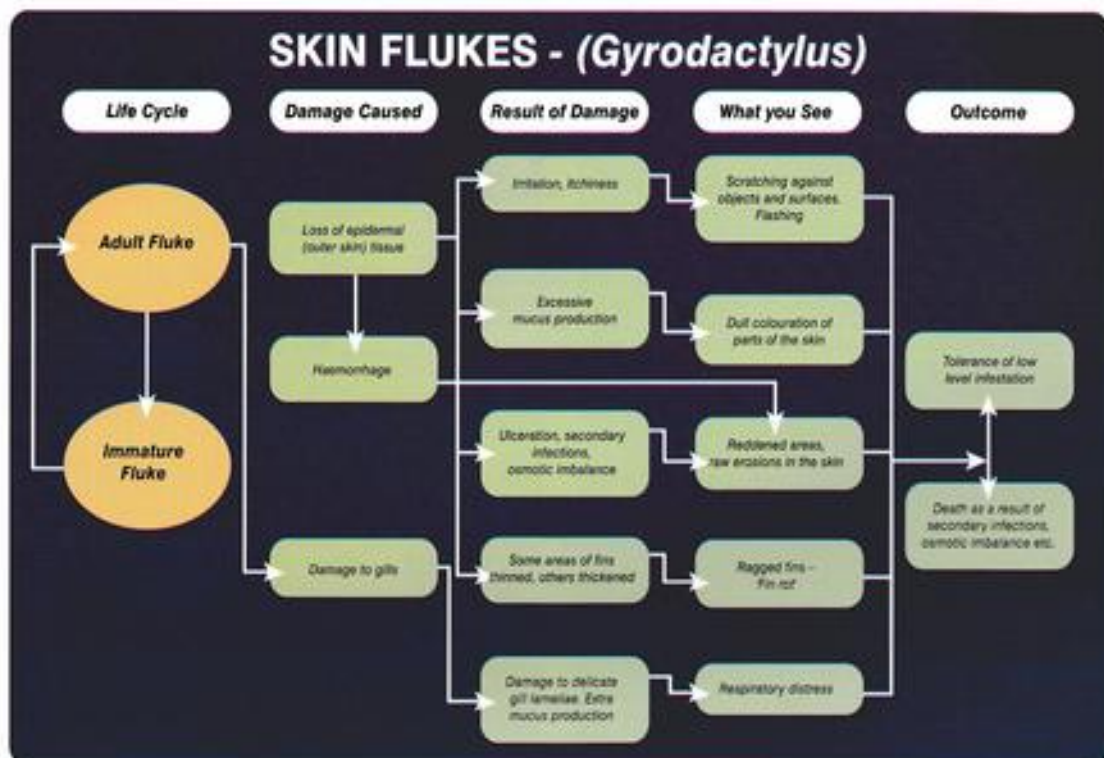 SKIN FLUKES - (Gyrodactylus)
Life Cycle
Damage Caused
Result of Damage
What you See
Outcome
Adult Fluke
Immature
Fluke
Loss of epidermal
(outer skin) tissue
Haemorrhage
Damage to gills
Irritation, itchiness
Excessive
mucus production
Ulceration, secondary
infections,
osmotic imbalance
Some areas of fins
thinned, others thickened
Damage to delicate
gill lamellae. Extra
mucus production
Scratching against
objects and surfaces.
Flashing
Dull colouration of
parts of the skin
Reddened areas,
raw erosions in the skin
Ragged fins –
'Fin rot'
Respiratory distress
Tolerance of low
level infestation
Death as a result of
secondary infections,
osmotic imbalance etc.